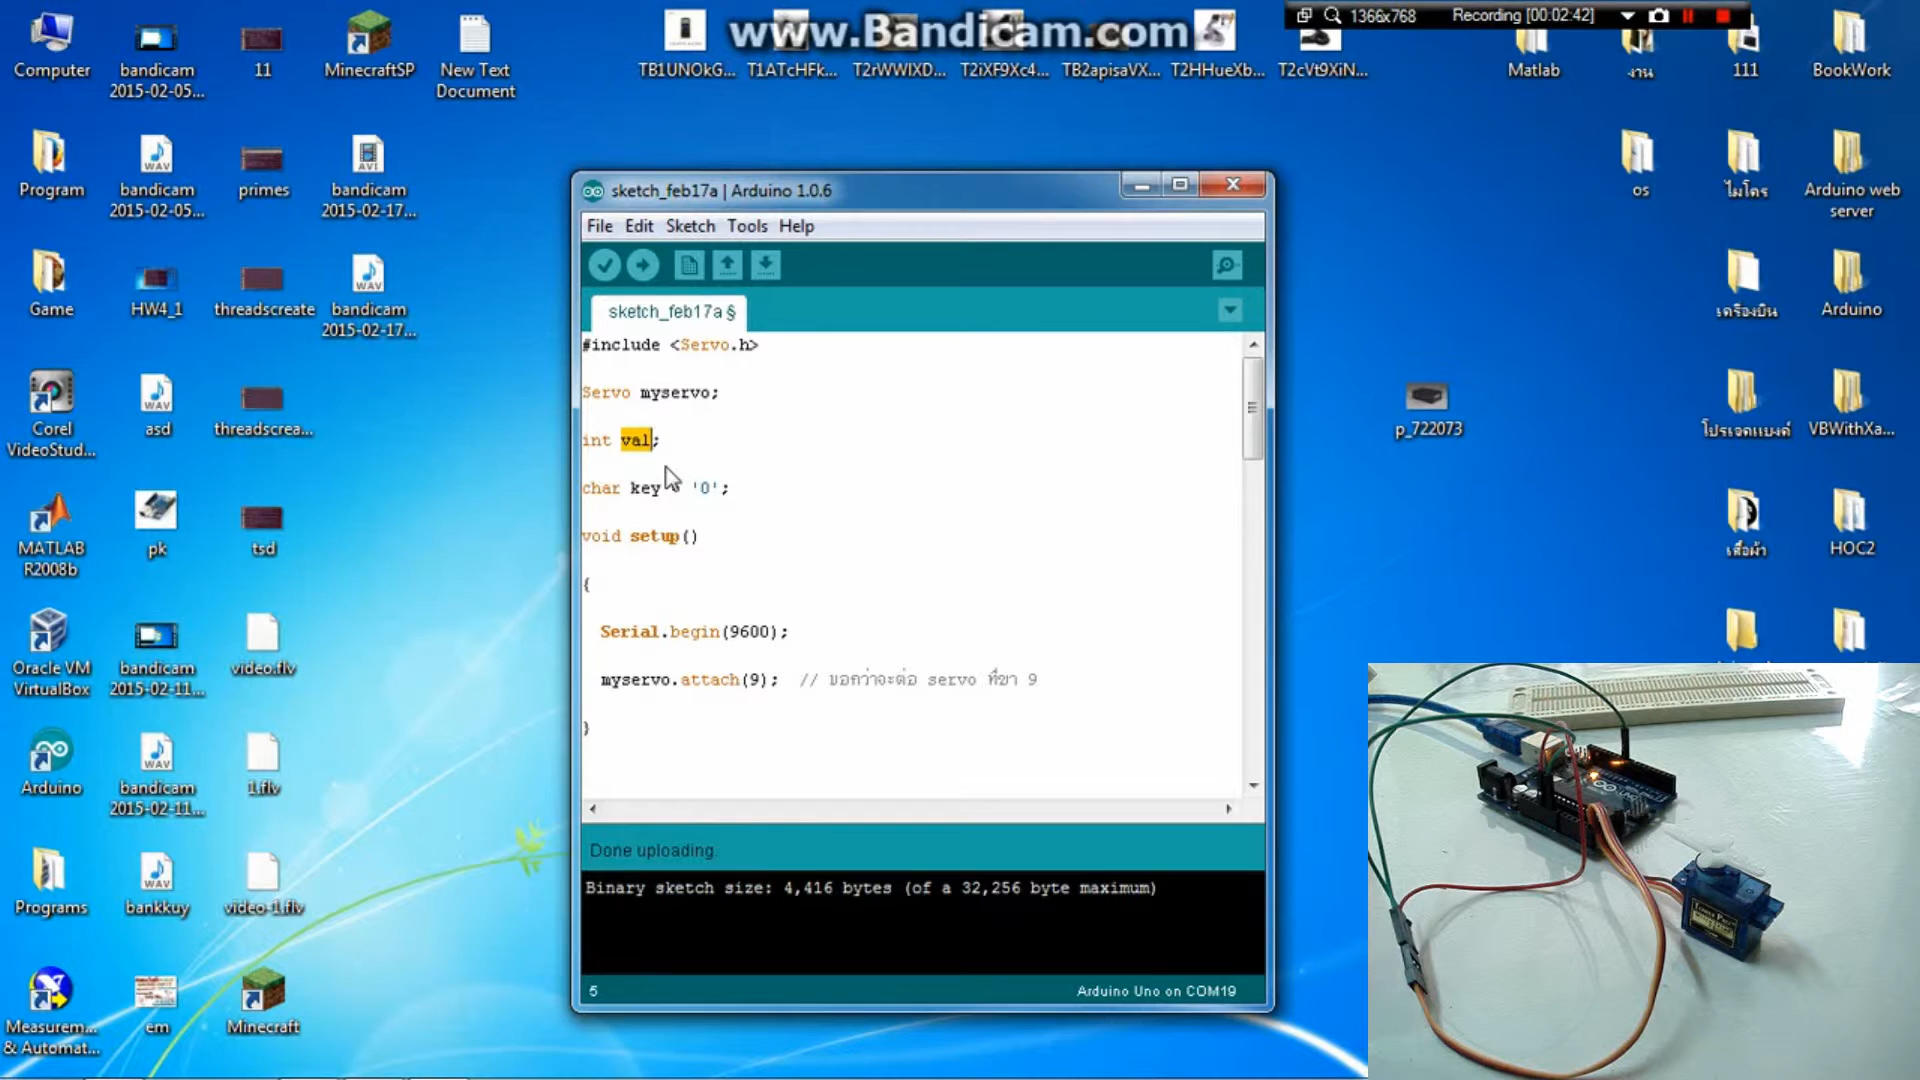 www.Bandicam.com
1366x768
Recording [00:02:42]
Computer
bandicam 2015-02-05...
11
MinecraftSP
New Text Document
TB1UNOkG...
T1ATcHFk...
T2rWWIXD...
T2iXF9Xc4...
TB2apisaVX...
T2HHueXb...
T2cVt9XiN...
Matlab
งาน
111
BookWork
Program
bandicam 2015-02-05...
primes
bandicam 2015-02-17...
os
ไมโคร
Arduino web server
Game
HW4_1
threadscreate
bandicam 2015-02-17...
เครื่องบิน
Arduino
Corel VideoStud...
asd
threadscrea...
p_722073
โปรเจคแบงค์
VBWithXa...
MATLAB R2008b
pk
tsd
เสื้อผ้า
HOC2
Oracle VM VirtualBox
bandicam 2015-02-11...
video.flv
Arduino
bandicam 2015-02-11...
1.flv
Programs
bankkuy
video-1.flv
Measurem... & Automat...
em
Minecraft
sketch_feb17a | Arduino 1.0.6
File Edit Sketch Tools Help
sketch_feb17a §
#include <Servo.h>
Servo myservo;
int val;
char key '0';
void setup()
{
Serial.begin(9600);
myservo.attach(9); // บอกว่าจะต่อ servo ที่ขา 9
}
Done uploading.
Binary sketch size: 4,416 bytes (of a 32,256 byte maximum)
5
Arduino Uno on COM19